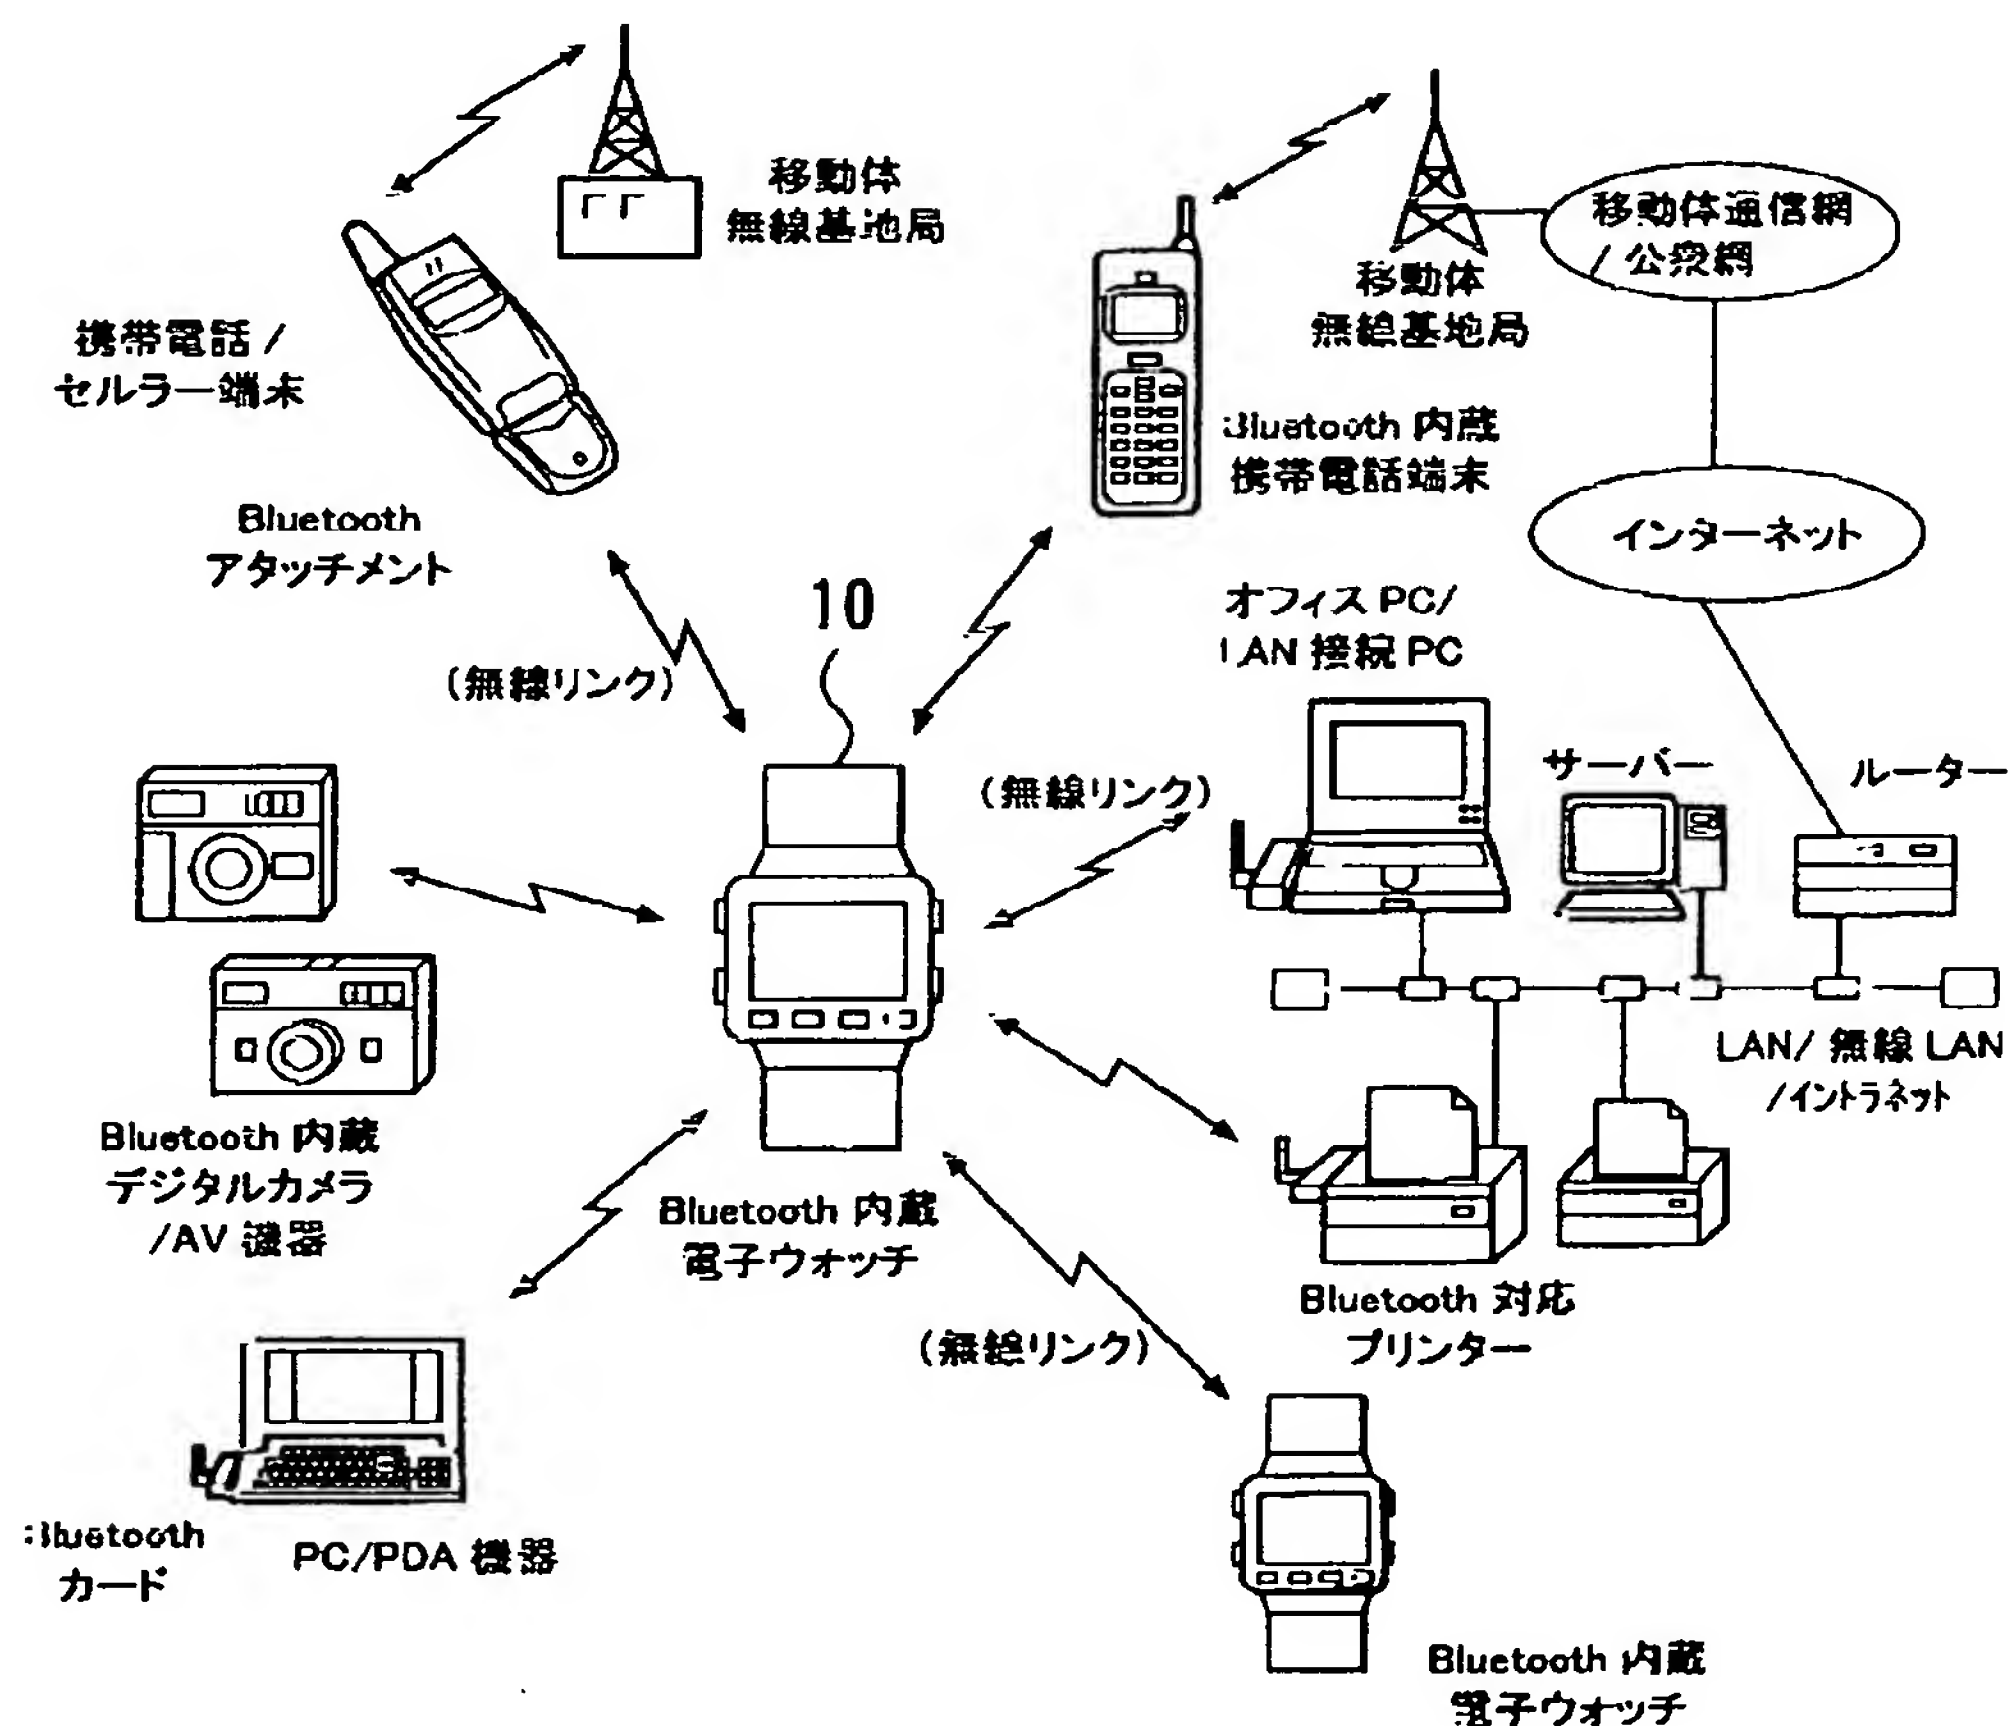 移動体
無線基地局
移動体通信網
/ 公衆網
移動体
無線基地局
携帯電話 /
セルラー端末
Bluetooth 内蔵
携帯電話端末
Bluetooth
アタッチメント
インターネット
10
オフィス PC/
LAN 接続 PC
(無線リンク)
サーバー
ルーター
(無線リンク)
LAN/ 無線 LAN
/イントラネット
Bluetooth 内蔵
デジタルカメラ
/AV 機器
Bluetooth 内蔵
電子ウォッチ
Bluetooth 対応
プリンター
(無線リンク)
Bluetooth
カード
PC/PDA 機器
Bluetooth 内蔵
電子ウォッチ